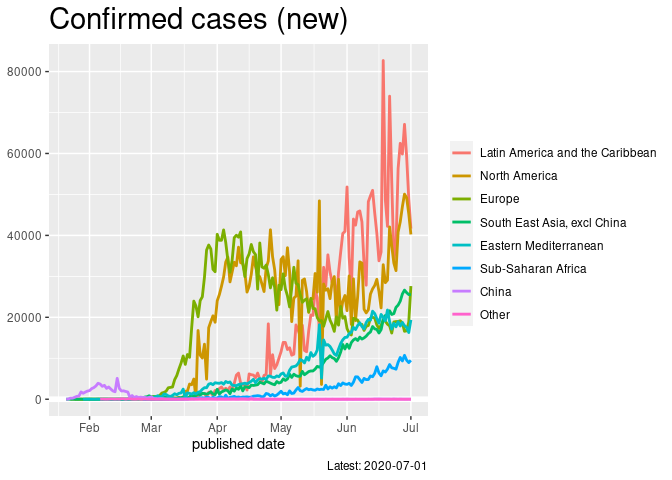 Confirmed cases (new)
80000
60000
40000
20000
0
Feb Mar Apr May Jun Jul
published date
Latest: 2020-07-01
Latin America and the Caribbean
North America
Europe
South East Asia, excl China
Eastern Mediterranean
Sub-Saharan Africa
China
Other